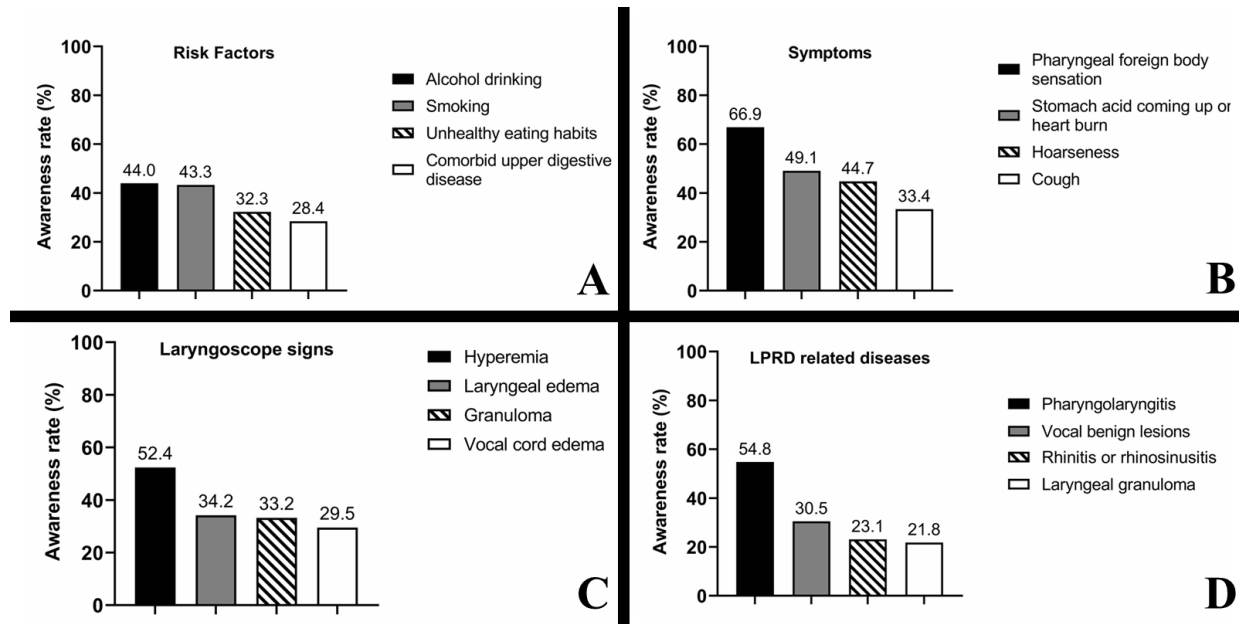 Risk Factors
Awareness rate (%)
100
80
60
40
20
0
44.0
43.3
32.3
28.4
Alcohol drinking
Smoking
Unhealthy eating habits
Comorbid upper digestive
disease
A
Symptoms
Awareness rate (%)
100
80
60
40
20
0
66.9
49.1
44.7
33.4
Pharyngeal foreign body
sensation
Stomach acid coming up or
heart burn
Hoarseness
Cough
B
Laryngoscope signs
Awareness rate (%)
100
80
60
40
20
0
52.4
34.2
33.2
29.5
Hyperemia
Laryngeal edema
Granuloma
Vocal cord edema
C
LPRD related diseases
Awareness rate (%)
100
80
60
40
20
0
54.8
30.5
23.1
21.8
Pharyngolaryngitis
Vocal benign lesions
Rhinitis or rhinosinusitis
Laryngeal granuloma
D